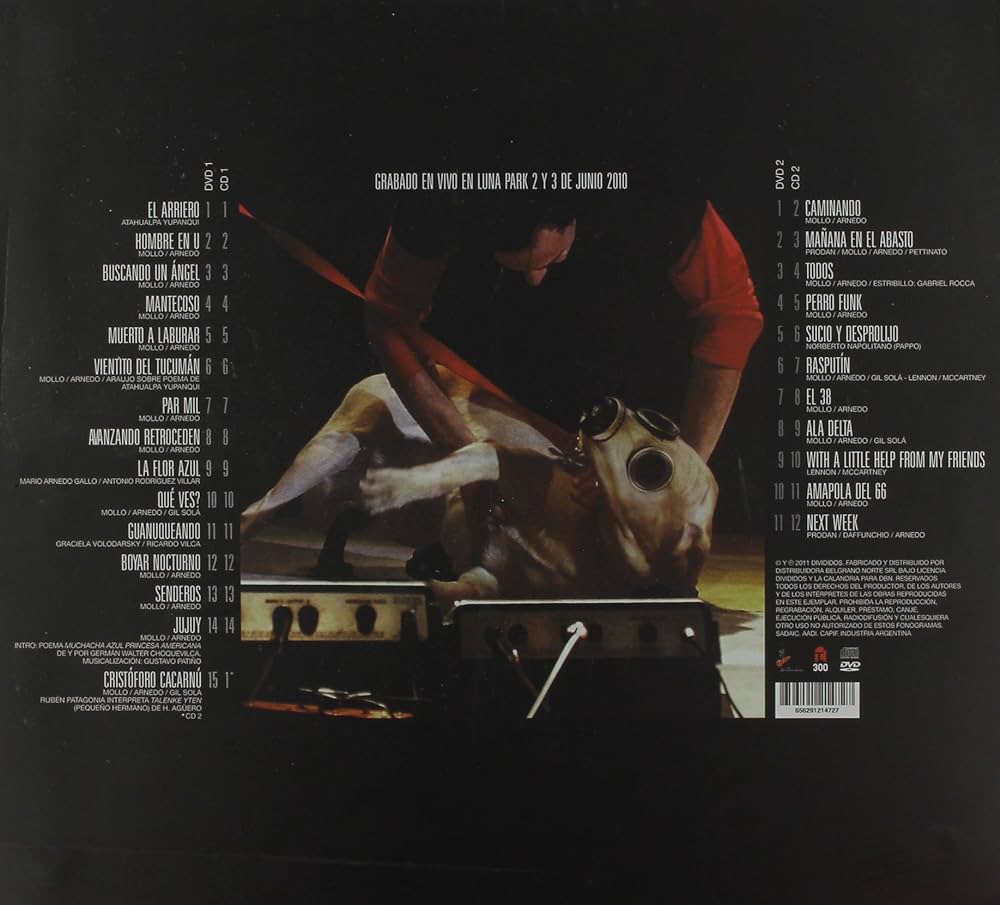 GRABADO EN VIVO EN LUNA PARK 2 Y 3 DE JUNIO 2010
DVD 1
CD 1
EL ARRIERO 1 1
ATAHUALPA YUPANQUI
HOMBRE EN U 2 2
MOLLO / ARNEDO
BUSCANDO UN ÁNGEL 3 3
MOLLO / ARNEDO
MANTECOSO 4 4
MOLLO / ARNEDO
MUERTO A LABURAR 5 5
MOLLO / ARNEDO
VIENTITO DEL TUCUMÁN 6 6
MOLLO / ARNEDO / ARAUJO SOBRE POEMA DE
ATAHUALPA YUPANQUI
PAR MIL 7 7
MOLLO / ARNEDO
AVANZANDO RETROCEDEN 8 8
MOLLO / ARNEDO
LA FLOR AZUL 9 9
MARIO ARNEDO GALLO / ANTONIO RODRÍGUEZ VILLAR
QUÉ VES? 10 10
MOLLO / ARNEDO / GIL SOLÁ
GUANUQUEANDO 11 11
GRACIELA VOLODARSKY / RICARDO VILCA
BOYAR NOCTURNO 12 12
MOLLO / ARNEDO
SENDEROS 13 13
MOLLO / ARNEDO
JUJUY 14 14
MOLLO / ARNEDO
INTRO: POEMA MUCHACHA AZUL PRINCESA AMERICANA
DE Y POR GERMÁN WALTER CHOQUEVILCA.
MUSICALIZACIÓN: GUSTAVO PATIÑO
CRISTÓFORO CACARNÚ 15 1*
MOLLO / ARNEDO / GIL SOLÁ
RUBÉN PATAGONIA INTERPRETA TALENKE YTEN
(PEQUEÑO HERMANO) DE H. AGÜERO
*CD 2
DVD 2
CD 2
1 2 CAMINANDO
MOLLO / ARNEDO
2 3 MAÑANA EN EL ABASTO
PRODAN / MOLLO / ARNEDO / PETTINATO
3 4 TODOS
MOLLO / ARNEDO / ESTRIBILLO: GABRIEL ROCCA
4 5 PERRO FUNK
MOLLO / ARNEDO
5 6 SUCIO Y DESPROLIJO
NORBERTO NAPOLITANO (PAPPO)
6 7 RASPUTÍN
MOLLO / ARNEDO / GIL SOLÁ - LENNON / MCCARTNEY
7 8 EL 38
MOLLO / ARNEDO
8 9 ALA DELTA
MOLLO / ARNEDO / GIL SOLÁ
9 10 WITH A LITTLE HELP FROM MY FRIENDS
LENNON / MCCARTNEY
10 11 AMAPOLA DEL 66
MOLLO / ARNEDO
11 12 NEXT WEEK
PRODAN / DAFFUNCHIO / ARNEDO
© Y ℗ 2011 DIVIDIDOS. FABRICADO Y DISTRIBUIDO POR
DISTRIBUIDORA BELGRANO NORTE SRL BAJO LICENCIA
DIVIDIDOS Y LA CALANDRIA PARA DBN. RESERVADOS
TODOS LOS DERECHOS DEL PRODUCTOR, DE LOS AUTORES
Y DE LOS INTÉRPRETES DE LAS OBRAS REPRODUCIDAS
EN ESTE EJEMPLAR. PROHIBIDA LA REPRODUCCIÓN,
REGRABACIÓN, ALQUILER, PRÉSTAMO, CANJE,
EJECUCIÓN PÚBLICA, RADIODIFUSIÓN Y CUALESQUIERA
OTRO USO NO AUTORIZADO DE ESTOS FONOGRAMAS.
SADAIC. AADI. CAPIF. INDUSTRIA ARGENTINA.
300
DVD
656291214727